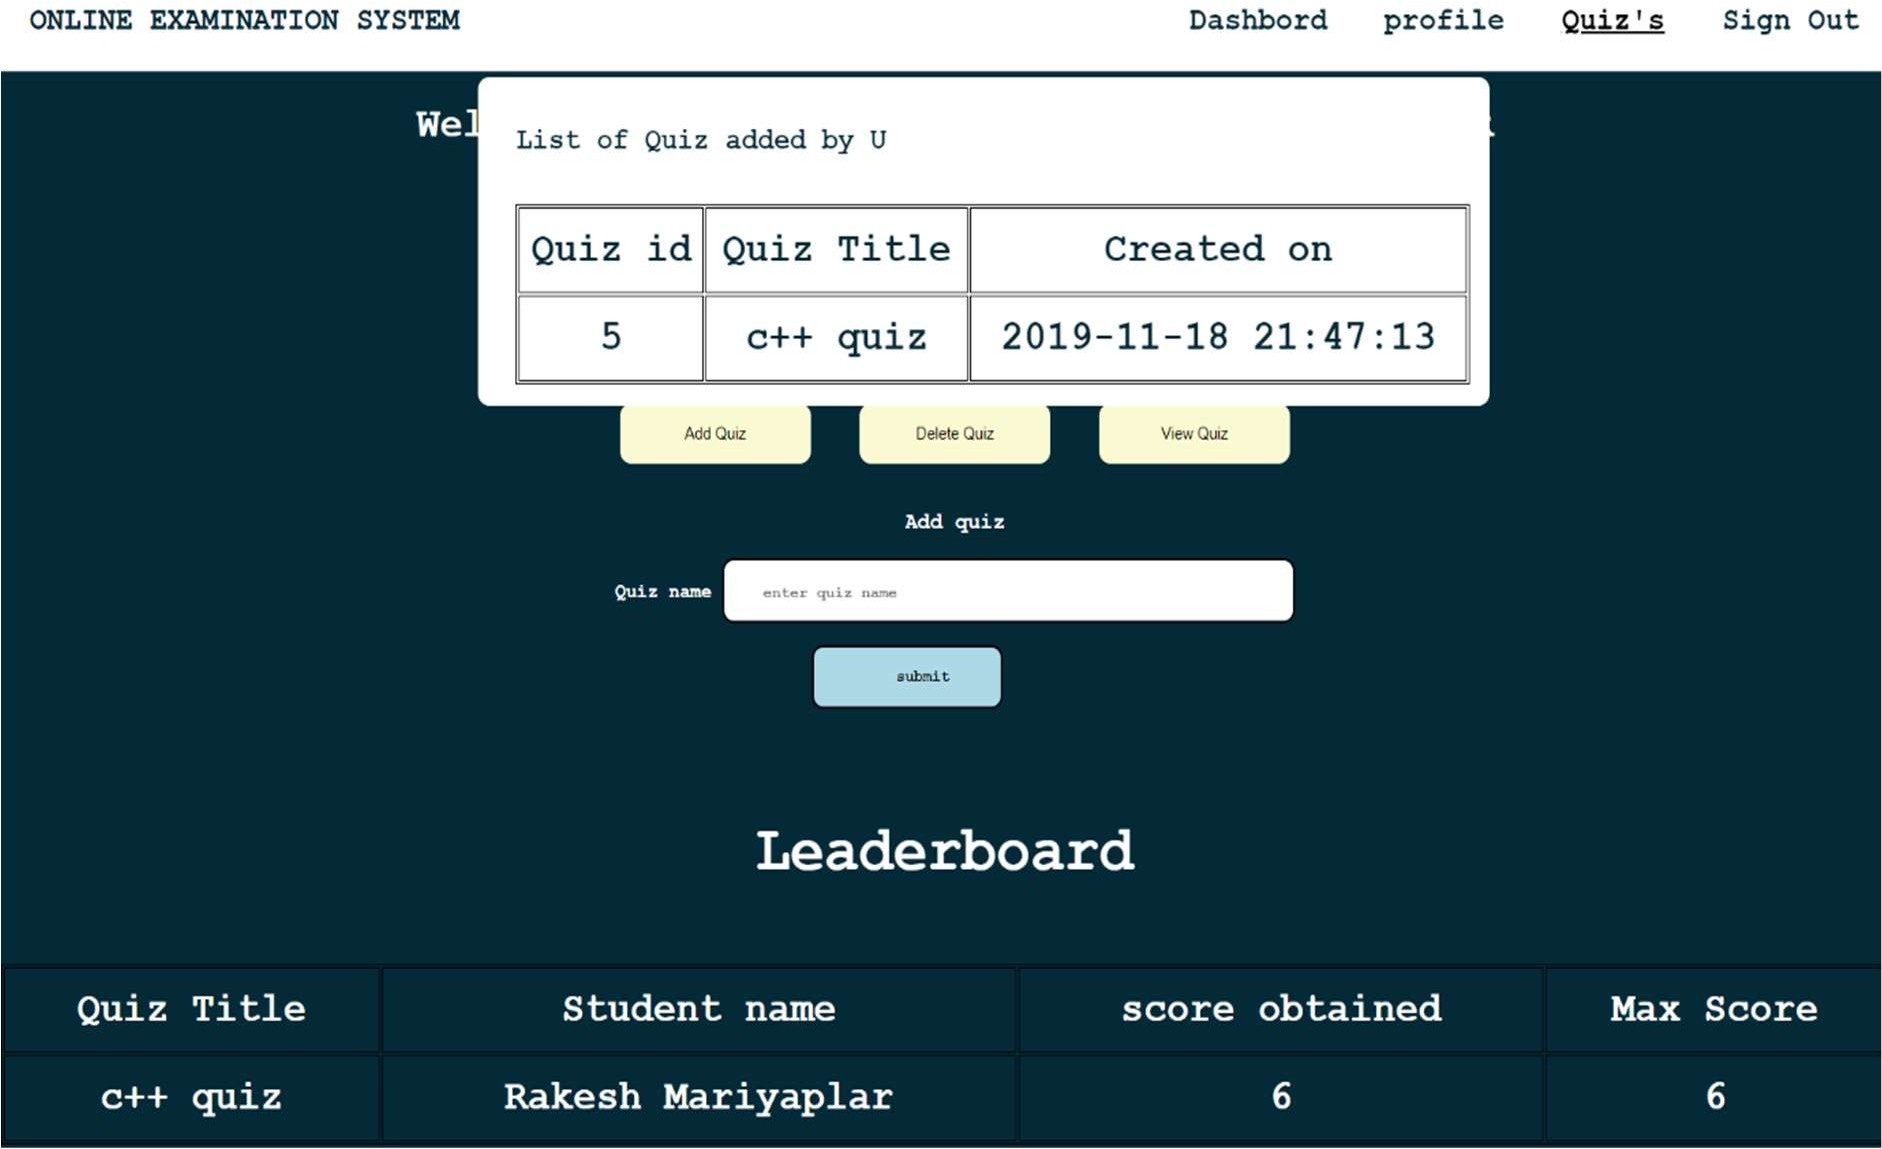 ONLINE EXAMINATION SYSTEM Dashbord profile Quiz's Sign Out
List of Quiz added by U
Quiz id Quiz Title Created on
5 c++ quiz 2019-11-18 21:47:13
Add Quiz Delete Quiz View Quiz
Add quiz
Quiz name enter quiz name
submit
Leaderboard
Quiz Title Student name score obtained Max Score
c++ quiz Rakesh Mariyaplar 6 6